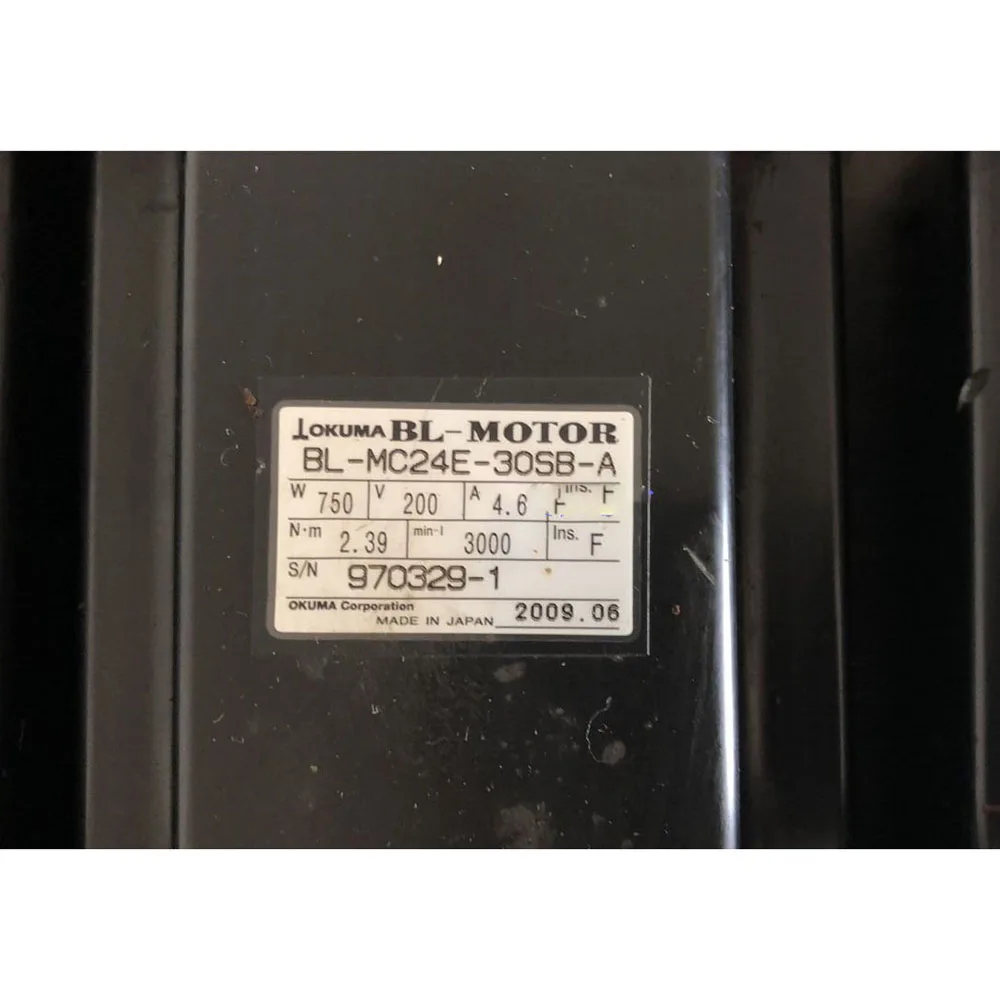 OKUMA BL-MOTOR
BL-MC24E-30SB-A
W 750 V 200 A 4.6 Ins. F
N·m 2.39 min-1 3000 Ins. F
S/N 970329-1
OKUMA Corporation
MADE IN JAPAN 2009.06